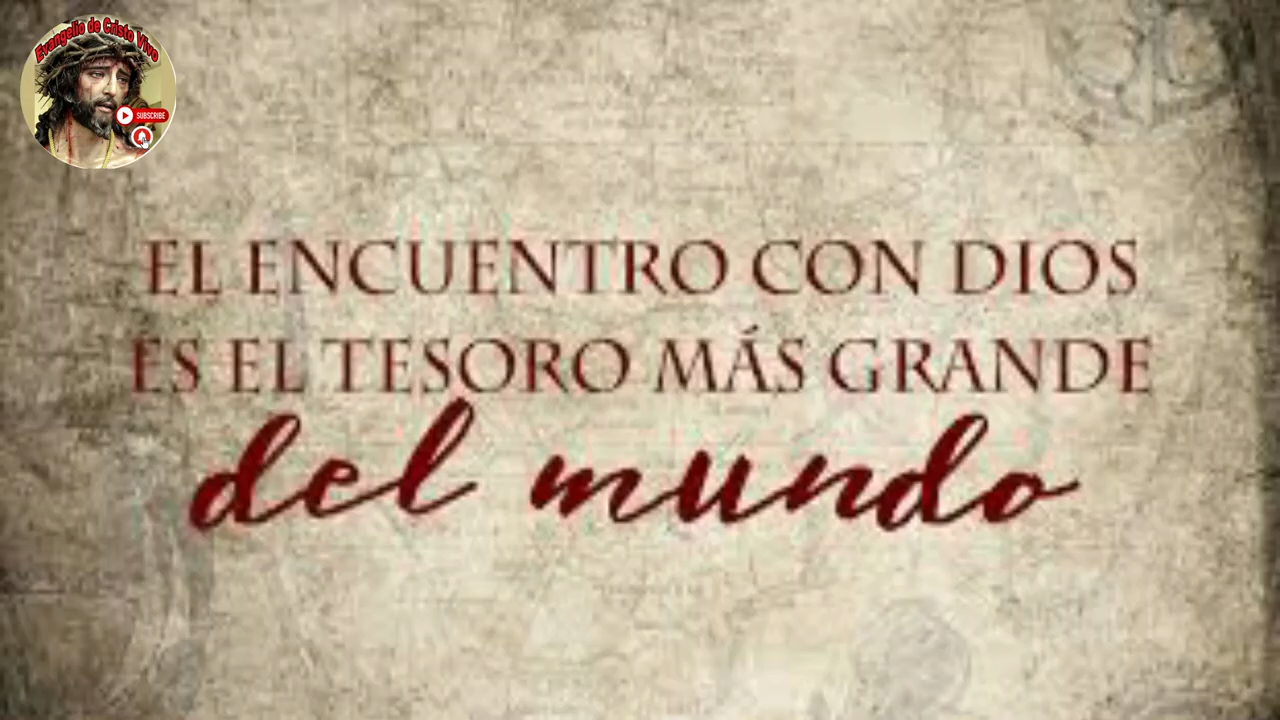 Evangelio de Cristo Vivo
SUBSCRIBE
EL ENCUENTRO CON DIOS
ES EL TESORO MÁS GRANDE
del mundo